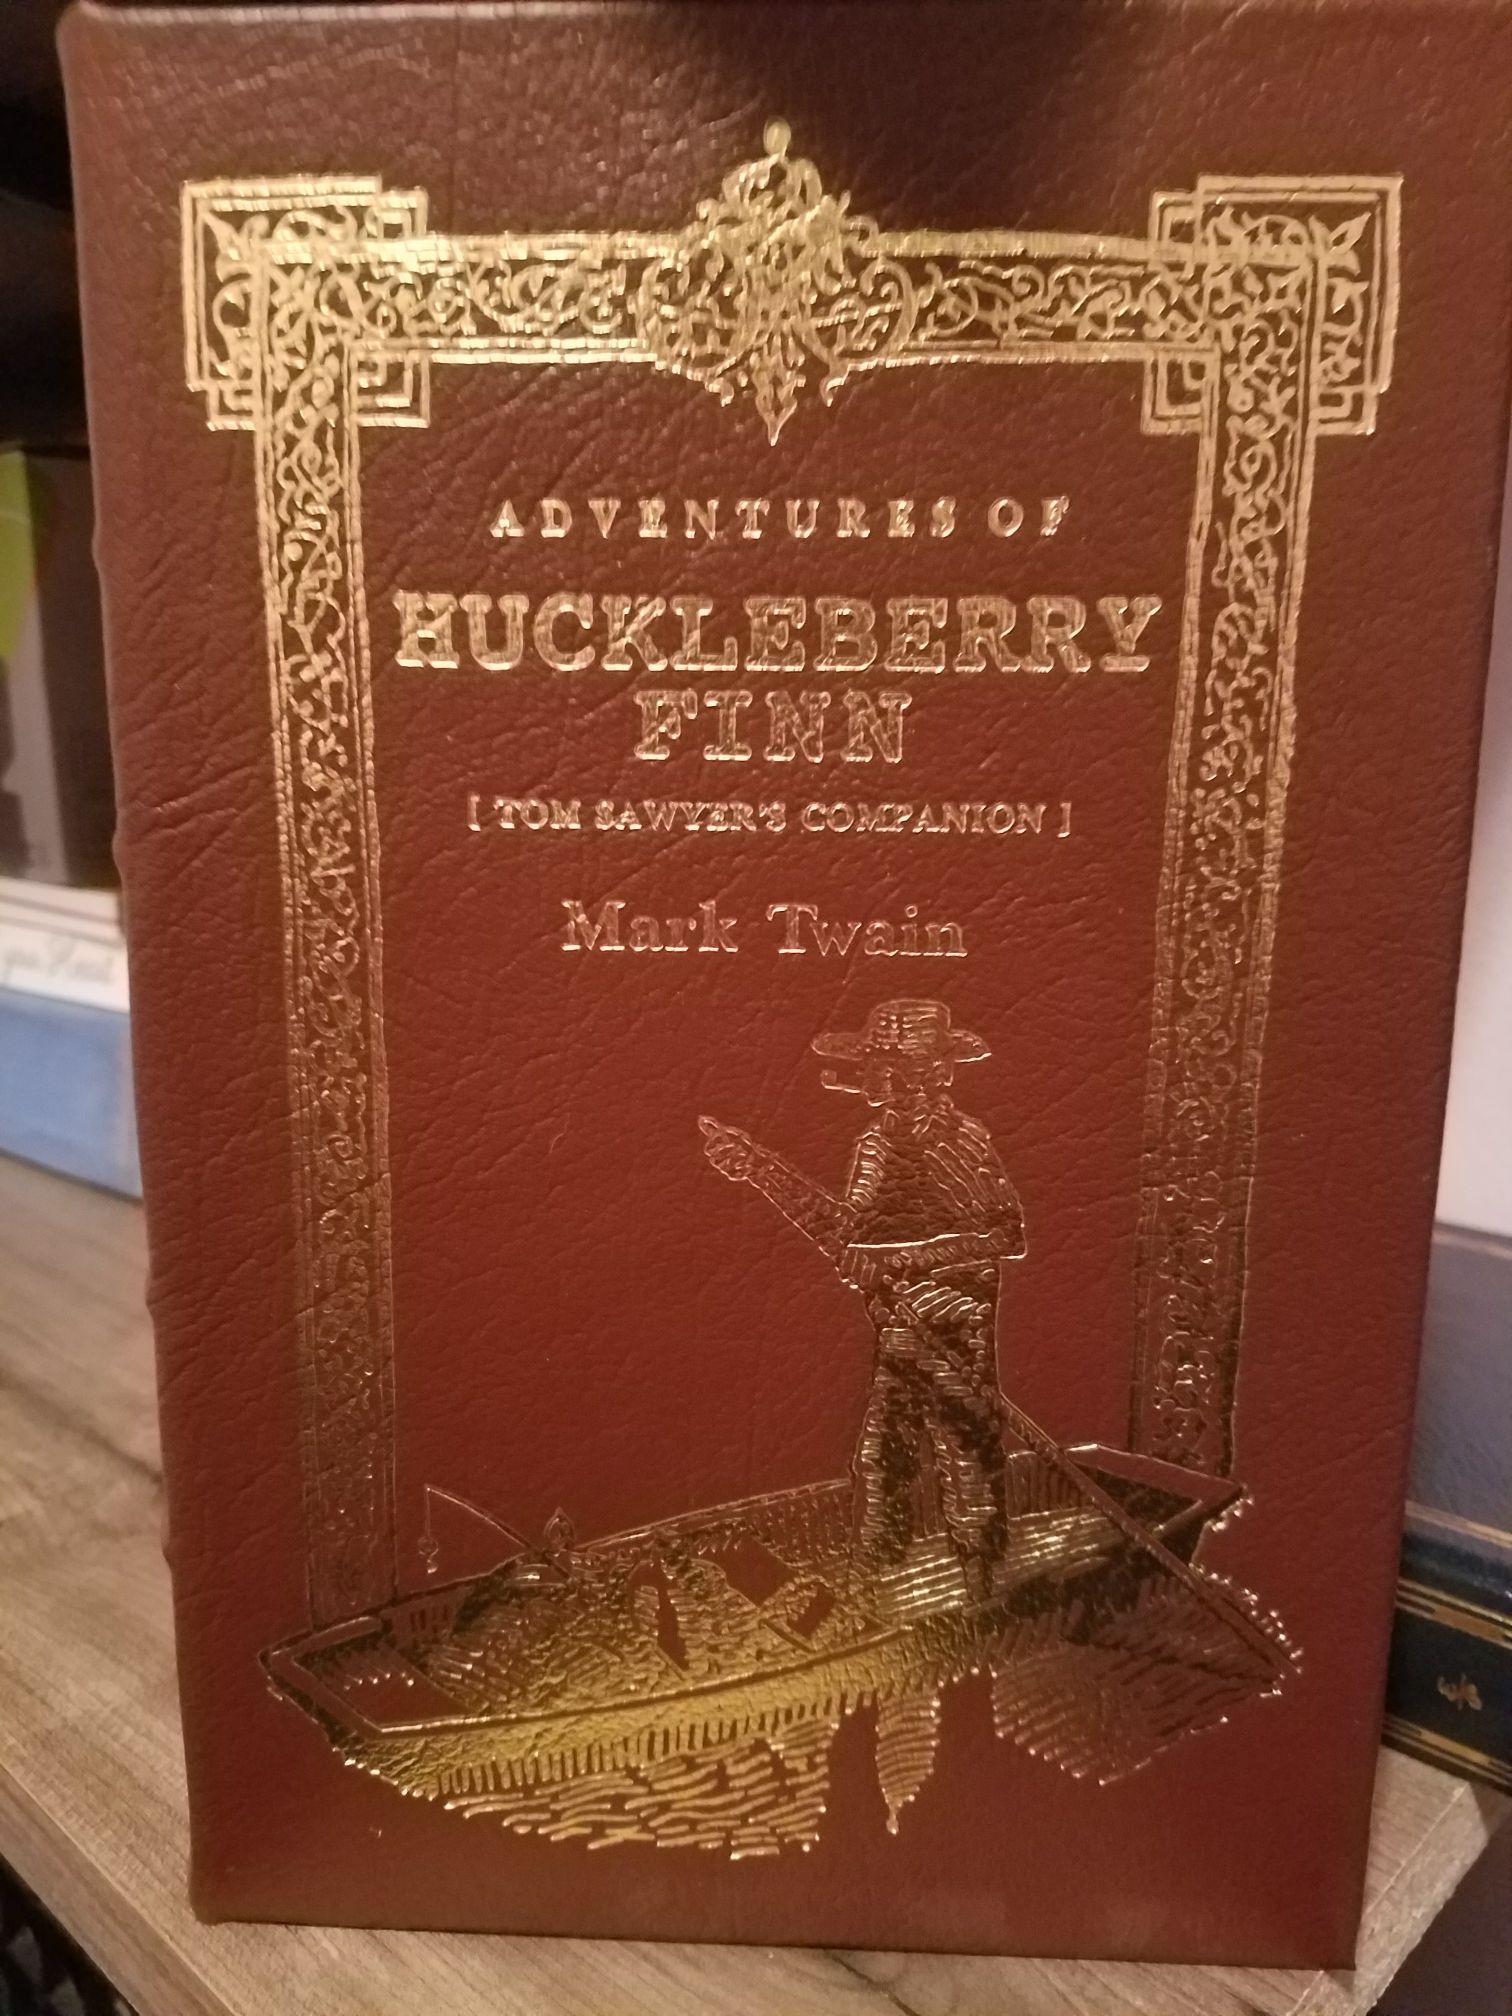 ADVENTURES OF
HUCKLEBERRY
FINN
[ TOM SAWYER'S COMPANION ]
Mark Twain